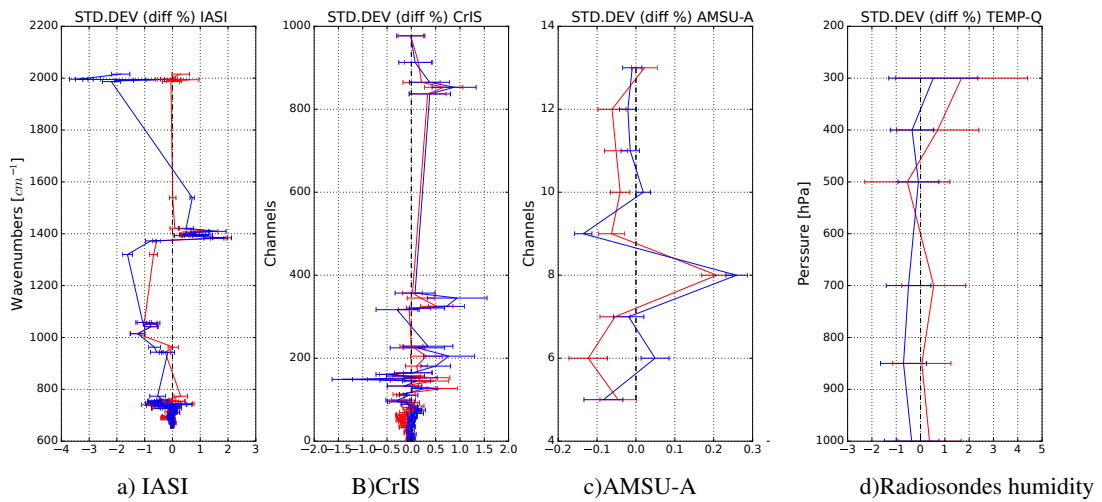 STD.DEV (diff %) IASI
2200
2000
1800
1600
1400
1200
1000
800
600
Wavenumbers [cm⁻¹]
−4 −3 −2 −1 0 1 2 3
a) IASI
STD.DEV (diff %) CrIS
1000
800
600
400
200
0
Channels
−2.0 −1.5 −1.0 −0.5 0.0 0.5 1.0 1.5 2.0
B)CrIS
STD.DEV (diff %) AMSU-A
14
12
10
8
6
4
Channels
−0.2 −0.1 0.0 0.1 0.2 0.3
c)AMSU-A
STD.DEV (diff %) TEMP-Q
200
300
400
500
600
700
800
900
1000
Perssure [hPa]
−3 −2 −1 0 1 2 3 4 5
d)Radiosondes humidity